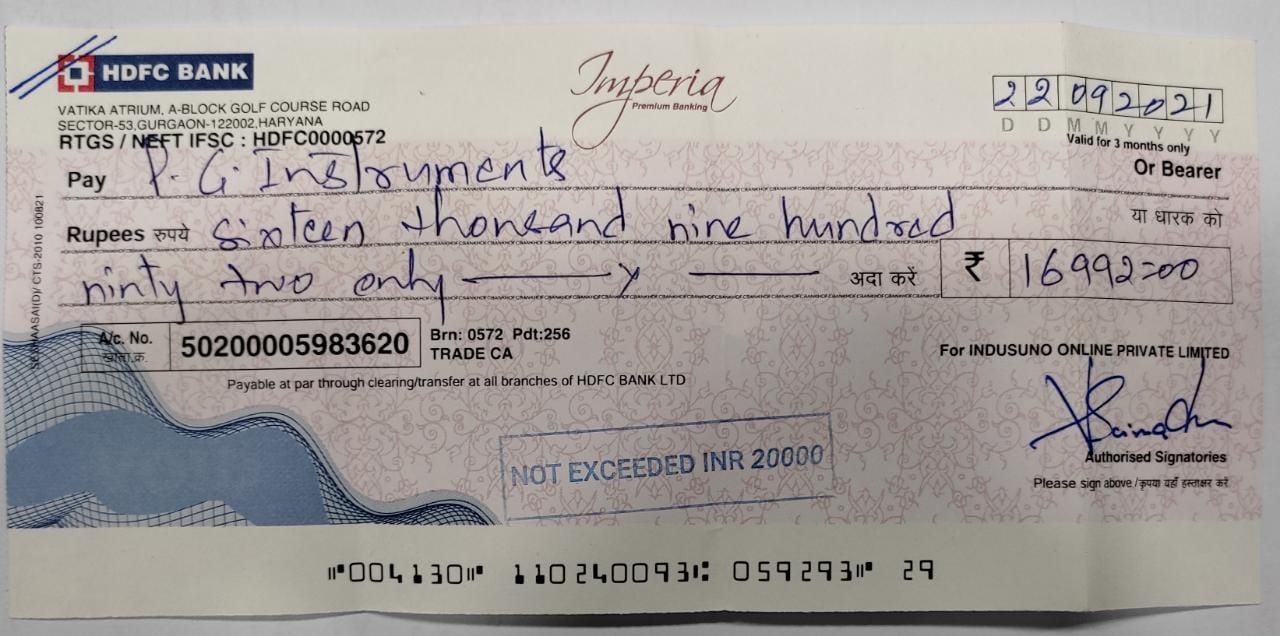 HDFC BANK
Imperia
Premium Banking
22092021
D D M M Y Y Y Y
Valid for 3 months only
VATIKA ATRIUM, A-BLOCK GOLF COURSE ROAD
SECTOR-53,GURGAON-122002,HARYANA
RTGS / NEFT IFSC : HDFC0000572
Pay P. G. Instruments Or Bearer
Rupees रुपये Sixteen thousand nine hundred या धारक को
ninty two only अदा करें ₹ 16992=00
A/c. No. खाता.क्र. 50200005983620 Brn: 0572 Pdt:256
TRADE CA
For INDUSUNO ONLINE PRIVATE LIMITED
Payable at par through clearing/transfer at all branches of HDFC BANK LTD
NOT EXCEEDED INR 20000
Authorised Signatories
Please sign above / कृपया यहाँ हस्ताक्षर करें
CTS-2010 100821
004130 110240093 059293 29